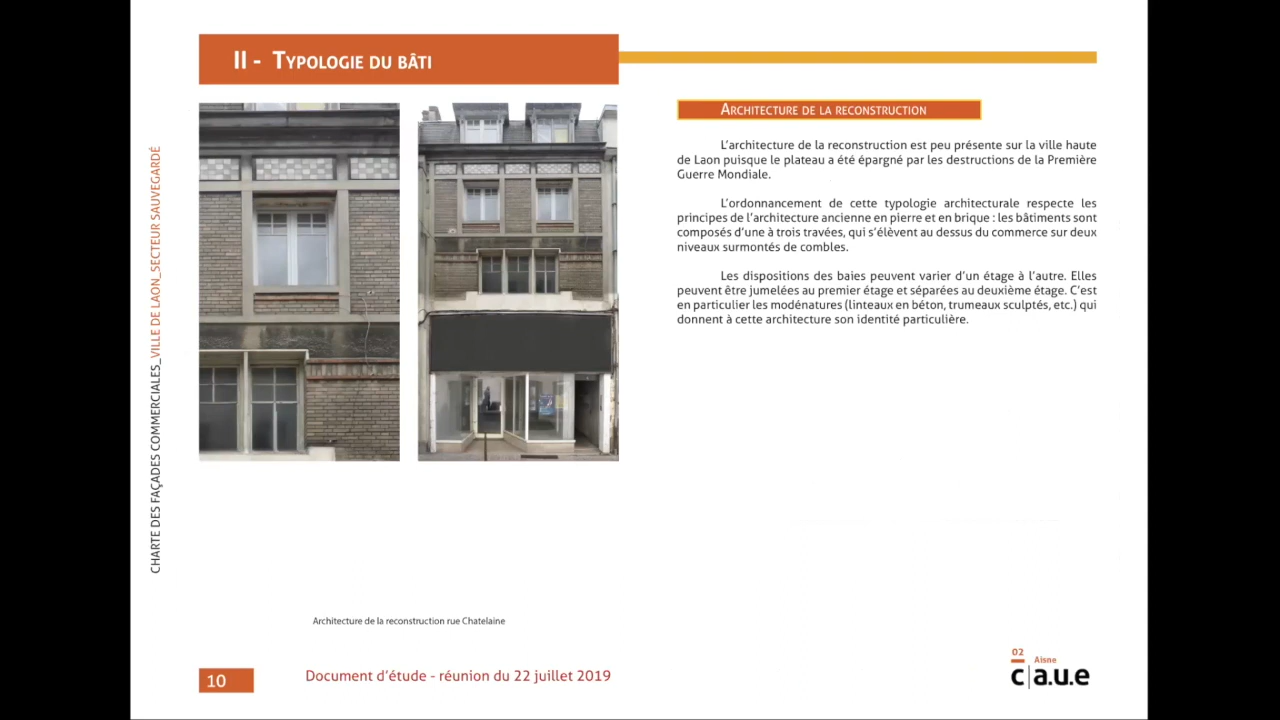 II - Typologie du bâti
CHARTE DES FAÇADES COMMERCIALES_VILLE DE LAON_SECTEUR SAUVEGARDÉ
Architecture de la reconstruction
L'architecture de la reconstruction est peu présente sur la ville haute
de Laon puisque le plateau a été épargné par les destructions de la Première
Guerre Mondiale.
L'ordonnancement de cette typologie architecturale respecte les
principes de l'architecture ancienne en pierre et en brique : les bâtiments sont
composés d'une à trois travées, qui s'élèvent au dessus du commerce sur deux
niveaux surmontés de combles.
Les dispositions des baies peuvent varier d'un étage à l'autre. Elles
peuvent être jumelées au premier étage et séparées au deuxième étage. C'est
en particulier les modénatures (linteaux en béton, trumeaux sculptés, etc.) qui
donnent à cette architecture son identité particulière.
Architecture de la reconstruction rue Chatelaine
10
Document d'étude - réunion du 22 juillet 2019
02
Aisne
c|a.u.e